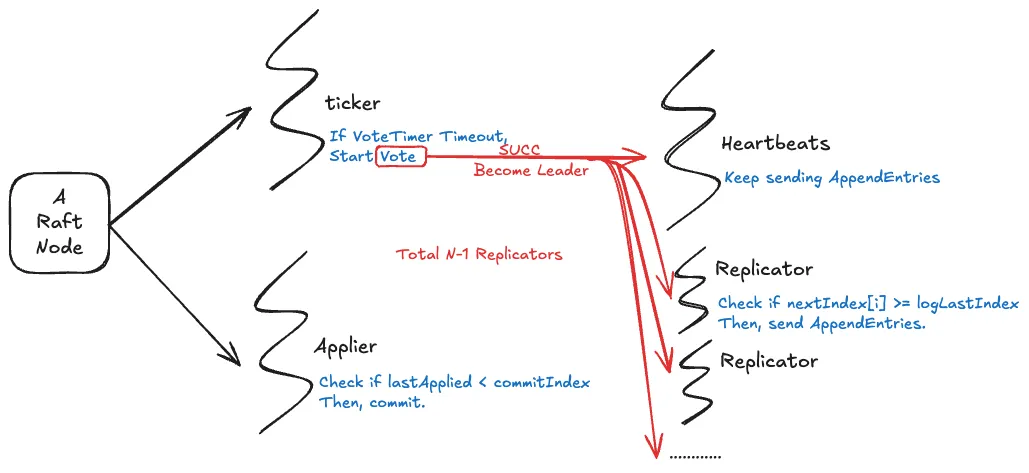 A
Raft
Node
ticker
If VoteTimer Timeout,
Start Vote
SUCC
Become Leader
Heartbeats
Keep sending AppendEntries
Total N-1 Replicators
Replicator
Check if nextIndex[i] >= logLastIndex
Then, send AppendEntries.
Applier
Check if lastApplied < commitIndex
Then, commit.
Replicator
............